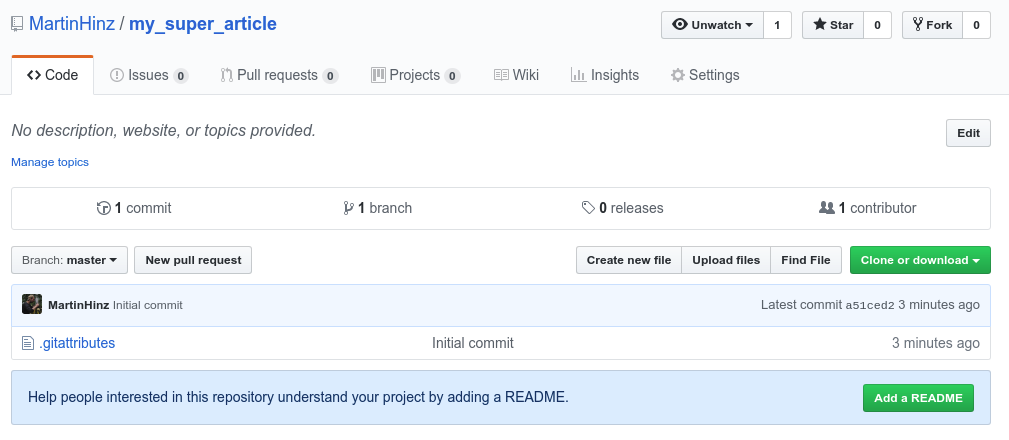 MartinHinz / my_super_article Unwatch 1 Star 0 Fork 0
Code Issues 0 Pull requests 0 Projects 0 Wiki Insights Settings
No description, website, or topics provided. Edit
Manage topics
1 commit 1 branch 0 releases 1 contributor
Branch: master New pull request Create new file Upload files Find File Clone or download
MartinHinz Initial commit Latest commit a51ced2 3 minutes ago
.gitattributes Initial commit 3 minutes ago
Help people interested in this repository understand your project by adding a README. Add a README